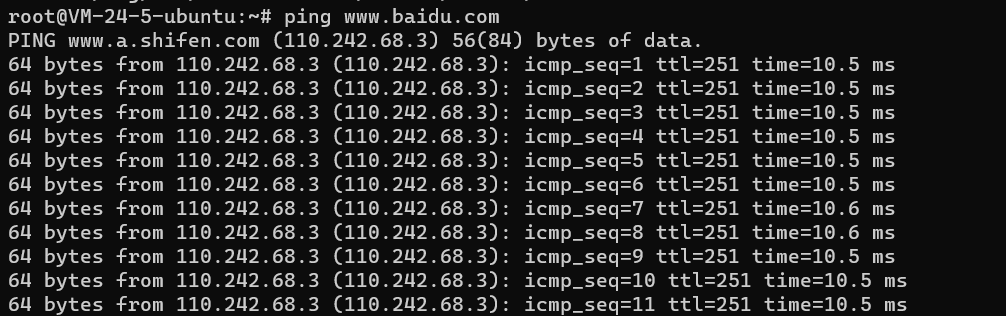 root@VM-24-5-ubuntu:~# ping www.baidu.com
PING www.a.shifen.com (110.242.68.3) 56(84) bytes of data.
64 bytes from 110.242.68.3 (110.242.68.3): icmp_seq=1 ttl=251 time=10.5 ms
64 bytes from 110.242.68.3 (110.242.68.3): icmp_seq=2 ttl=251 time=10.5 ms
64 bytes from 110.242.68.3 (110.242.68.3): icmp_seq=3 ttl=251 time=10.5 ms
64 bytes from 110.242.68.3 (110.242.68.3): icmp_seq=4 ttl=251 time=10.5 ms
64 bytes from 110.242.68.3 (110.242.68.3): icmp_seq=5 ttl=251 time=10.5 ms
64 bytes from 110.242.68.3 (110.242.68.3): icmp_seq=6 ttl=251 time=10.5 ms
64 bytes from 110.242.68.3 (110.242.68.3): icmp_seq=7 ttl=251 time=10.6 ms
64 bytes from 110.242.68.3 (110.242.68.3): icmp_seq=8 ttl=251 time=10.6 ms
64 bytes from 110.242.68.3 (110.242.68.3): icmp_seq=9 ttl=251 time=10.5 ms
64 bytes from 110.242.68.3 (110.242.68.3): icmp_seq=10 ttl=251 time=10.5 ms
64 bytes from 110.242.68.3 (110.242.68.3): icmp_seq=11 ttl=251 time=10.5 ms